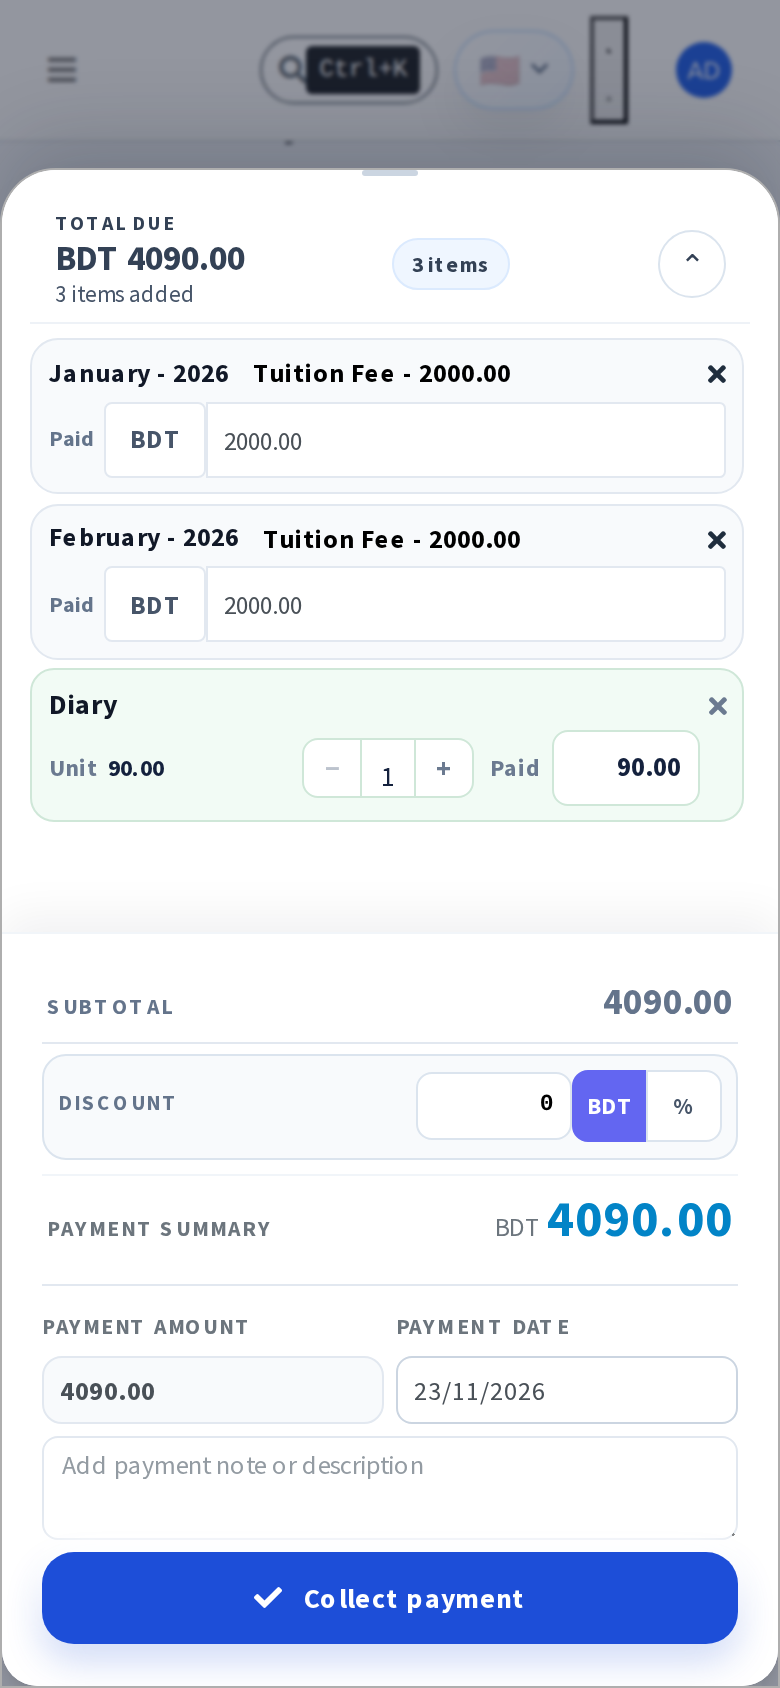 Ctrl+K
AD
TOTAL DUE
BDT 4090.00
3 items
3 items added
January - 2026 Tuition Fee - 2000.00
Paid BDT 2000.00
February - 2026 Tuition Fee - 2000.00
Paid BDT 2000.00
Diary
Unit 90.00 − 1 + Paid 90.00
SUBTOTAL 4090.00
DISCOUNT 0 BDT %
PAYMENT SUMMARY BDT 4090.00
PAYMENT AMOUNT PAYMENT DATE
4090.00 23/11/2026
Add payment note or description
Collect payment